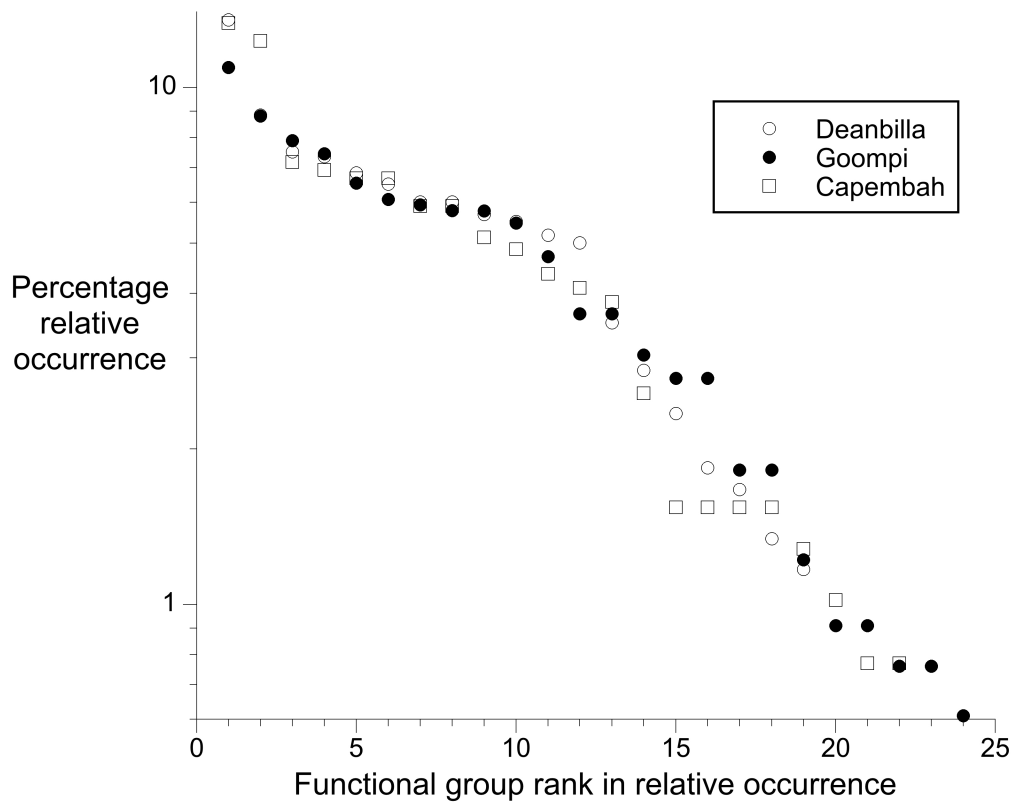 10
Deanbilla
Goompi
Capembah
Percentage
relative
occurrence
1
0 5 10 15 20 25
Functional group rank in relative occurrence